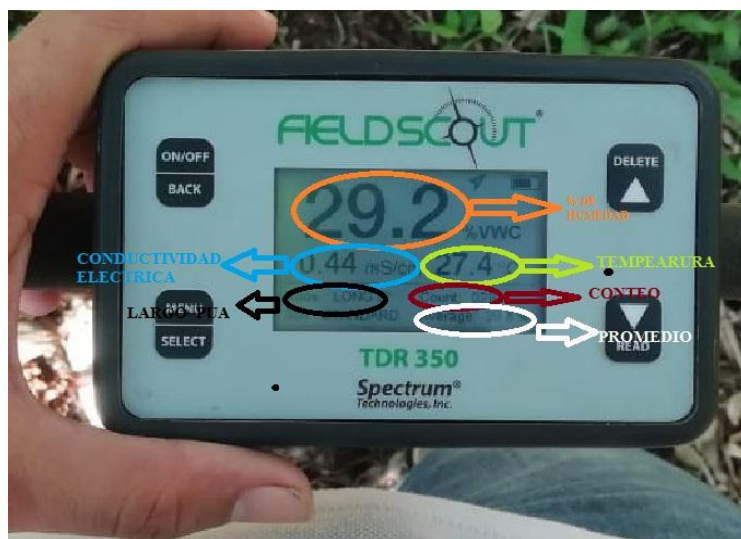 FIELDSCOUT®
ON/OFF
BACK
DELETE
29.2
%VWC
% DE
HUMEDAD
CONDUCTIVIDAD
ELECTRICA
0.44 mS/cm
27.4 °C
TEMPEARURA
LONG
Count:
CONTEO
LARGO PUA
MENU
SELECT
PROMEDIO
READ
TDR 350
Spectrum®
Technologies, Inc.